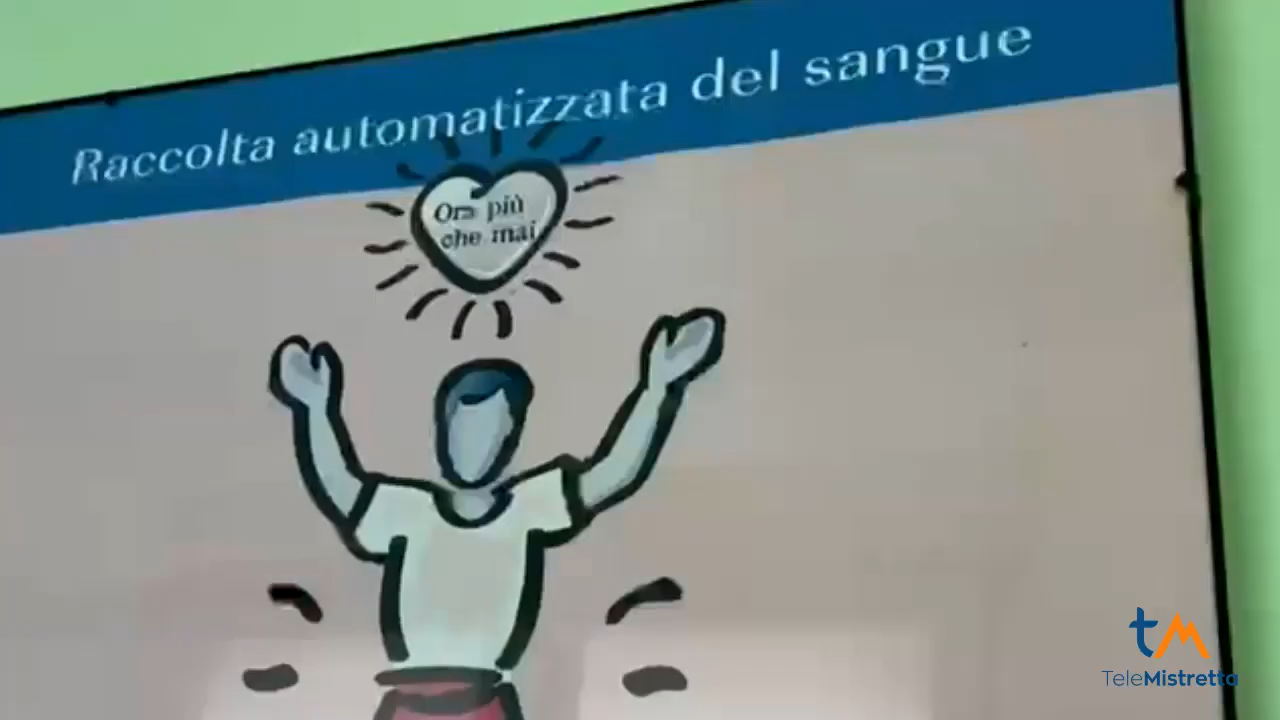 Raccolta automatizzata del sangue
Ora più
che mai
tm
TeleMistretta